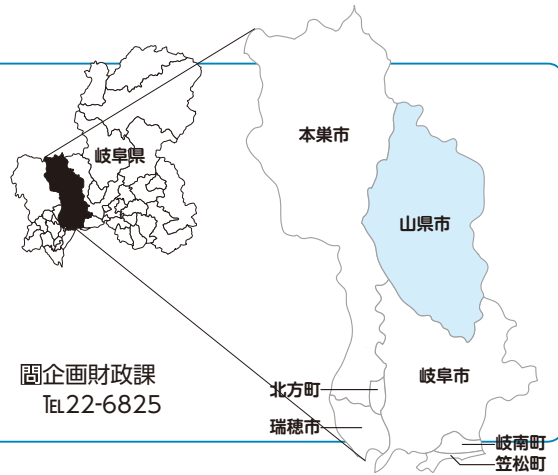 岐阜県
本巣市
山県市
岐阜市
北方町
瑞穂市
岐南町
笠松町
問企画財政課
TEL22-6825